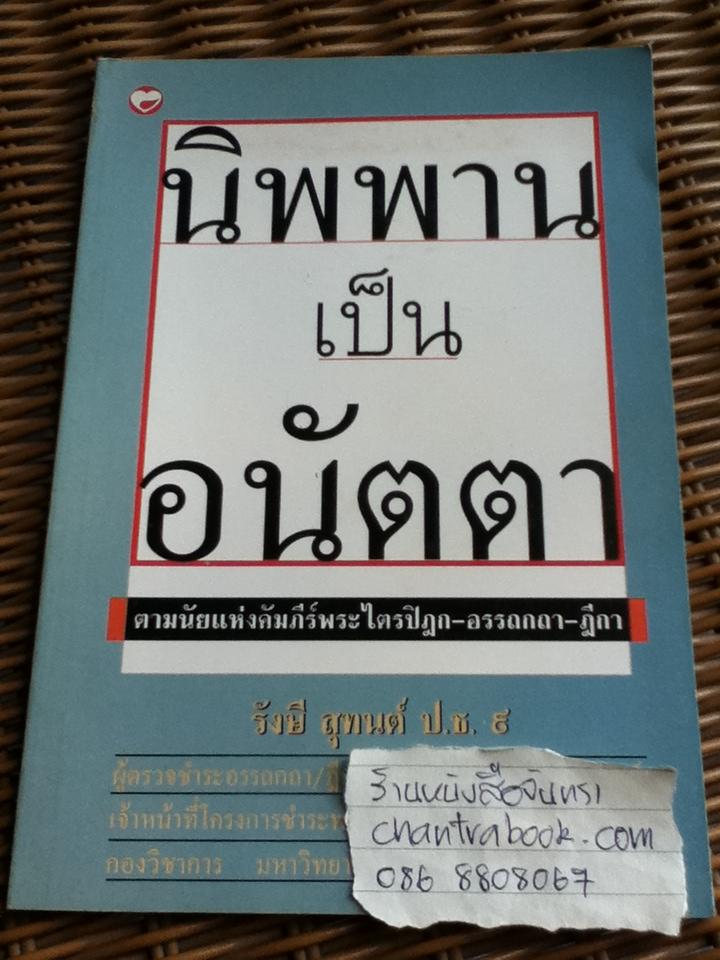 นิพพาน
เป็น
อนัตตา
ตามนัยแห่งคัมภีร์พระไตรปิฎก-อรรถกถา-ฎีกา
รังษี สุทนต์ ป.ธ. ๙
ผู้ตรวจชำระอรรถกถา/ฎี
เจ้าหน้าที่โครงการชำระพ
กองวิชาการ มหาวิทยา
ร้านหนังสือจันทรา
chantrabook.com
086 8808067